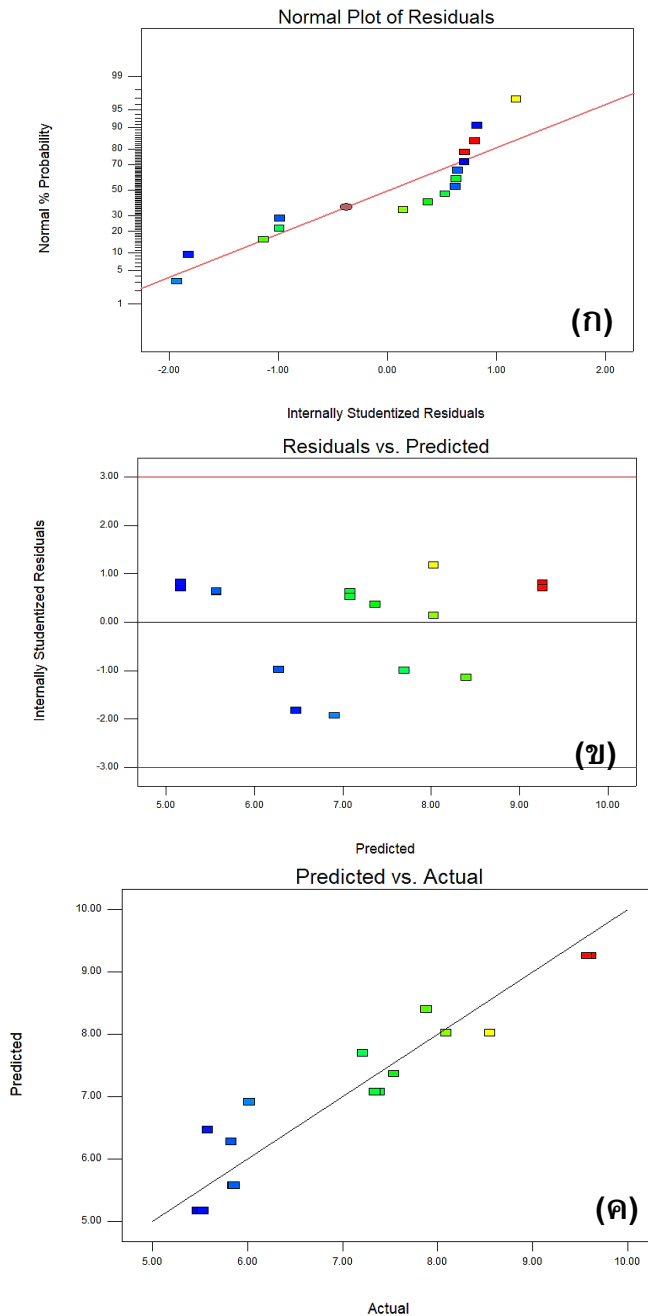 Normal Plot of Residuals
Normal % Probability
99
95
90
80
70
50
30
20
10
5
1
(ก)
-2.00 -1.00 0.00 1.00 2.00
Internally Studentized Residuals
Residuals vs. Predicted
Internally Studentized Residuals
3.00
2.00
1.00
0.00
-1.00
-2.00
-3.00
(ข)
5.00 6.00 7.00 8.00 9.00 10.00
Predicted
Predicted vs. Actual
Predicted
10.00
9.00
8.00
7.00
6.00
5.00
(ค)
5.00 6.00 7.00 8.00 9.00 10.00
Actual